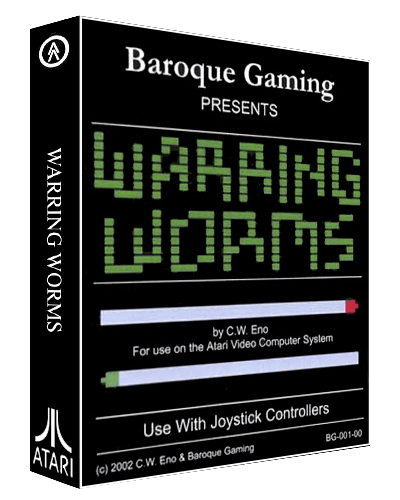 WARRING WORMS
ATARI
Baroque Gaming
PRESENTS
WARRING
WORMS
by C.W. Eno
For use on the Atari Video Computer System
Use With Joystick Controllers
BG-001-00
(c) 2002 C.W. Eno & Baroque Gaming